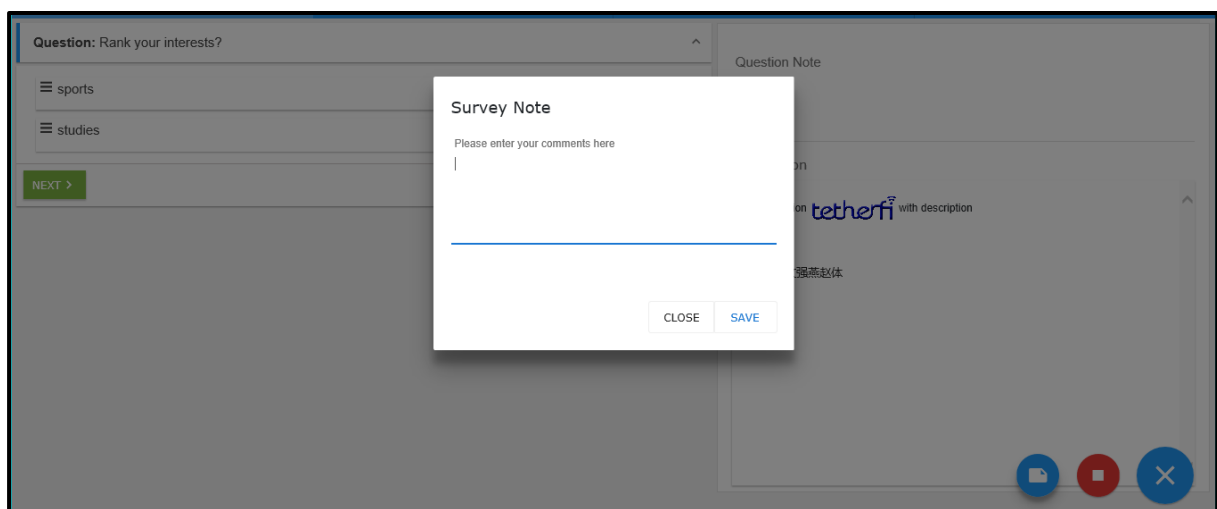 Question: Rank your interests?
sports
studies
NEXT >
Survey Note
Please enter your comments here
CLOSE
SAVE
Question Note
on
on tetherfi with description
强燕赵体